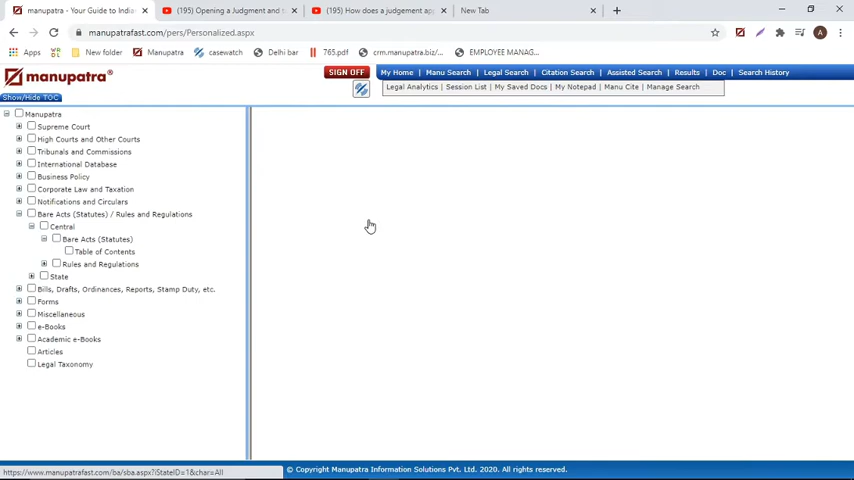 manupatra - Your Guide to India
(195) Opening a Judgment and t
(195) How does a judgement ap
New Tab
manupatrafast.com/pers/Personalized.aspx
A
Apps
New folder
Manupatra
casewatch
Delhi bar
765.pdf
crm.manupatra.biz/...
EMPLOYEE MANAG...
manupatra®
SIGN OFF
My Home | Manu Search | Legal Search | Citation Search | Assisted Search | Results | Doc | Search History
Legal Analytics | Session List | My Saved Docs | My Notepad | Manu Cite | Manage Search
Show/Hide TOC
Manupatra
Supreme Court
High Courts and Other Courts
Tribunals and Commissions
International Database
Business Policy
Corporate Law and Taxation
Notifications and Circulars
Bare Acts (Statutes) / Rules and Regulations
Central
Bare Acts (Statutes)
Table of Contents
Rules and Regulations
State
Bills, Drafts, Ordinances, Reports, Stamp Duty, etc.
Forms
Miscellaneous
e-Books
Academic e-Books
Articles
Legal Taxonomy
https://www.manupatrafast.com/ba/sba.aspx?iStateID=1&char=All
© Copyright Manupatra Information Solutions Pvt. Ltd. 2020. All rights reserved.